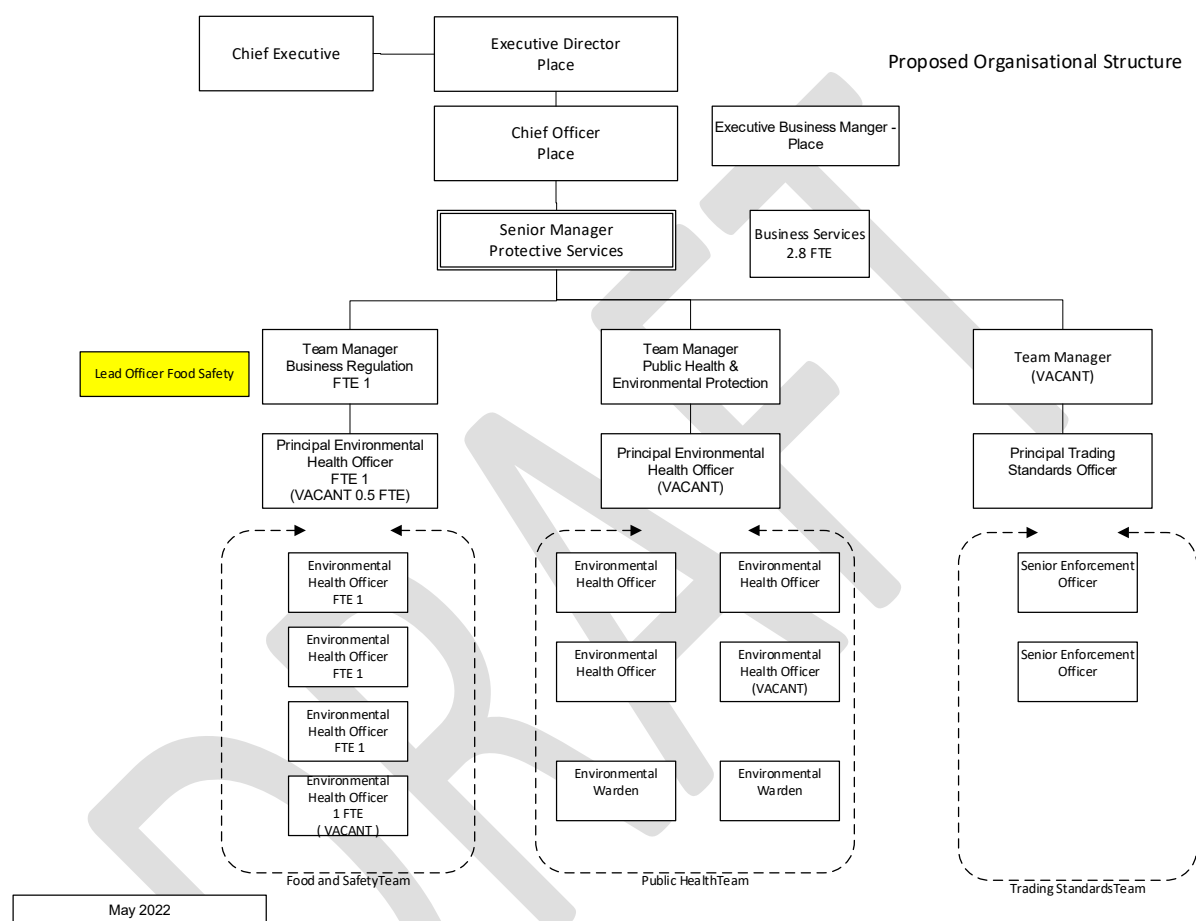 Chief Executive
Executive Director
Place
Proposed Organisational Structure
Chief Officer
Place
Executive Business Manger -
Place
Senior Manager
Protective Services
Business Services
2.8 FTE
Lead Officer Food Safety
Team Manager
Business Regulation
FTE 1
Team Manager
Public Health &
Environmental Protection
Team Manager
(VACANT)
Principal Environmental
Health Officer
FTE 1
(VACANT 0.5 FTE)
Principal Environmental
Health Officer
(VACANT)
Principal Trading
Standards Officer
Environmental
Health Officer
FTE 1
Environmental
Health Officer
FTE 1
Environmental
Health Officer
FTE 1
Environmental
Health Officer
1 FTE
( VACANT )
Food and SafetyTeam
Environmental
Health Officer
Environmental
Health Officer
Environmental
Health Officer
Environmental
Health Officer
(VACANT)
Environmental
Warden
Environmental
Warden
Public HealthTeam
Senior Enforcement
Officer
Senior Enforcement
Officer
Trading StandardsTeam
May 2022
DRAFT